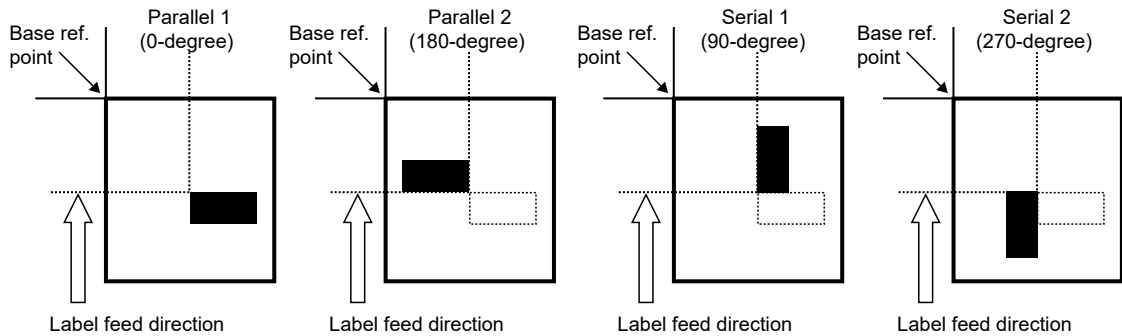 Parallel 1
(0-degree)
Base ref.
point
Label feed direction
Parallel 2
(180-degree)
Base ref.
point
Label feed direction
Serial 1
(90-degree)
Base ref.
point
Label feed direction
Serial 2
(270-degree)
Base ref.
point
Label feed direction